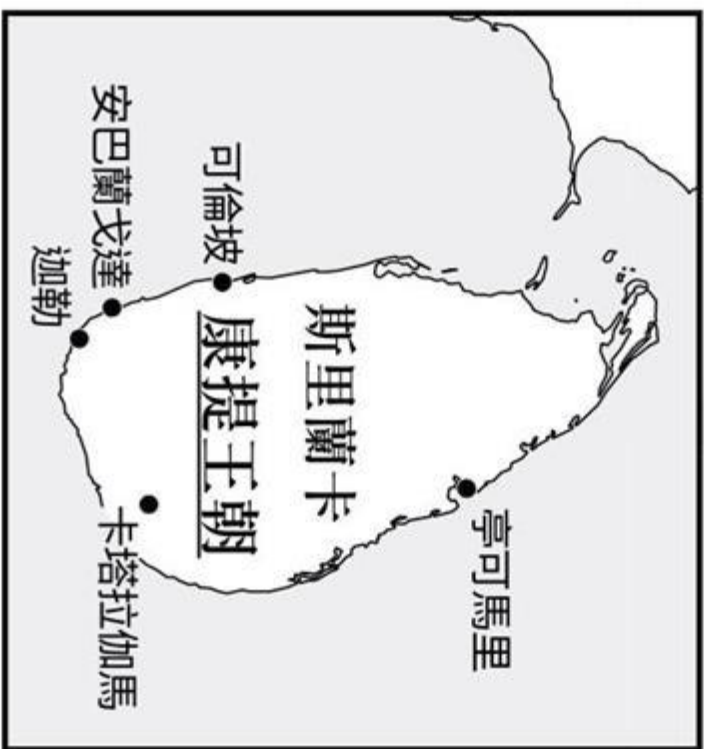 亭可馬里
斯里蘭卡
康提王朝
可倫坡
安巴蘭戈達
迦勒
卡塔拉伽馬